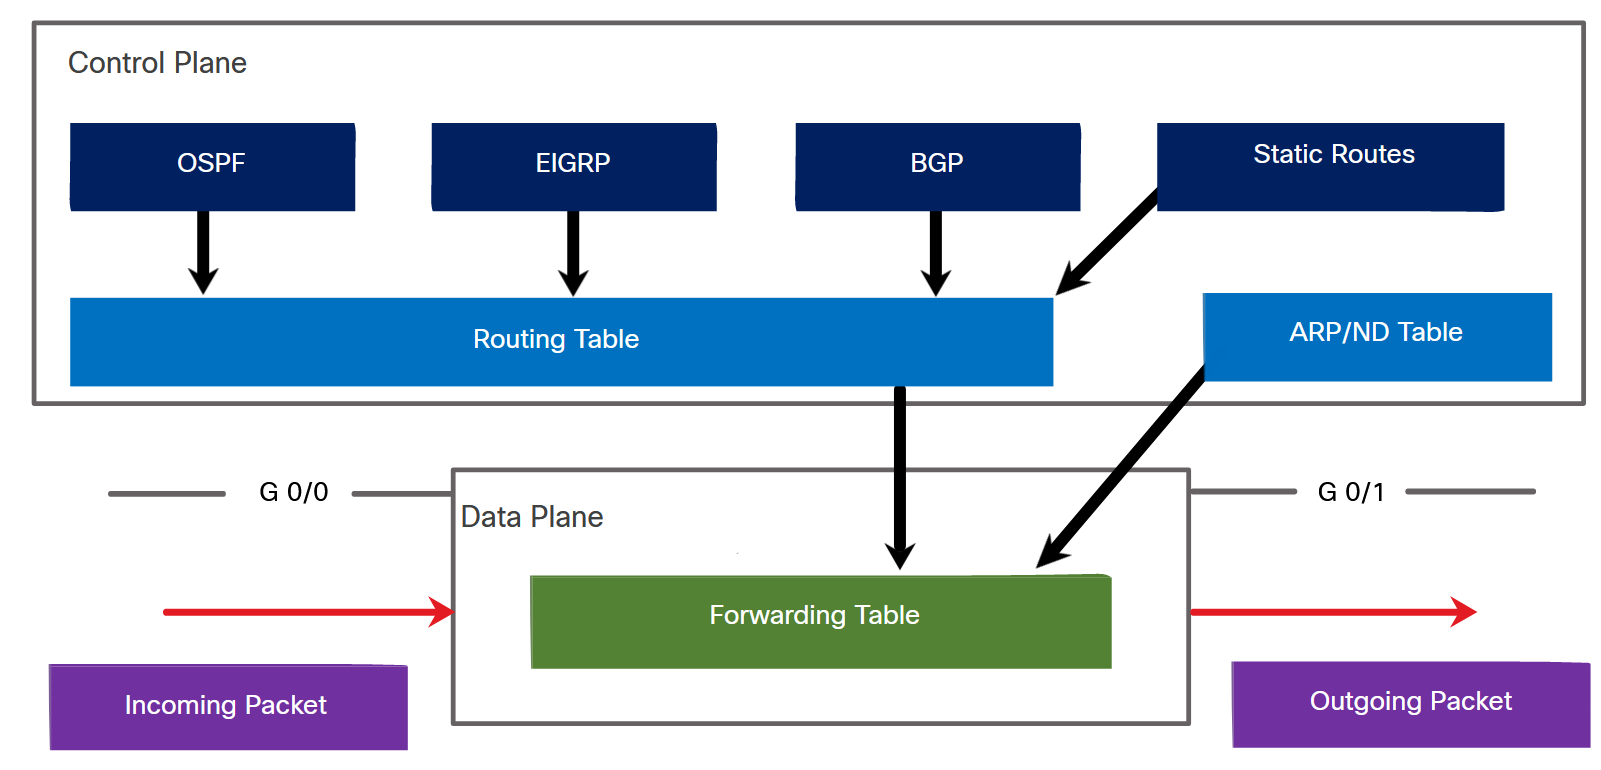 Control Plane
OSPF
EIGRP
BGP
Static Routes
Routing Table
ARP/ND Table
G 0/0
G 0/1
Data Plane
Forwarding Table
Incoming Packet
Outgoing Packet